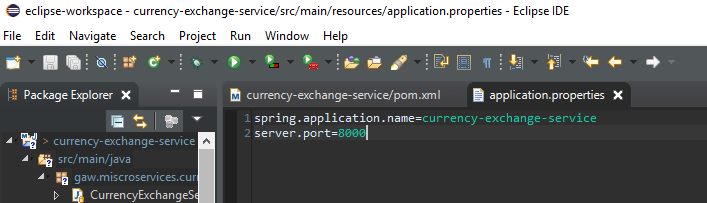 eclipse-workspace - currency-exchange-service/src/main/resources/application.properties - Eclipse IDE
File Edit Navigate Search Project Run Window Help
Package Explorer
currency-exchange-service/pom.xml application.properties
> currency-exchange-service
src/main/java
gaw.miscroservices.curr
CurrencyExchangeSe
1 spring.application.name=currency-exchange-service
2 server.port=8000